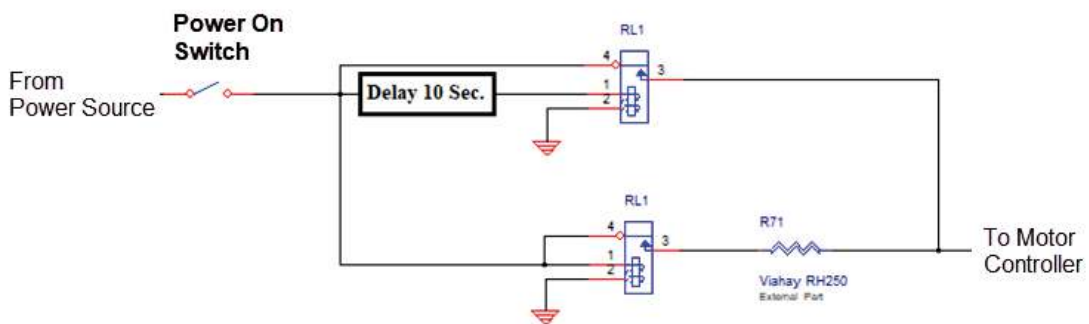 Power On
Switch
From
Power Source
Delay 10 Sec.
RL1
4
3
1
2
RL1
4
3
1
2
R71
Viahay RH250
External Part
To Motor
Controller